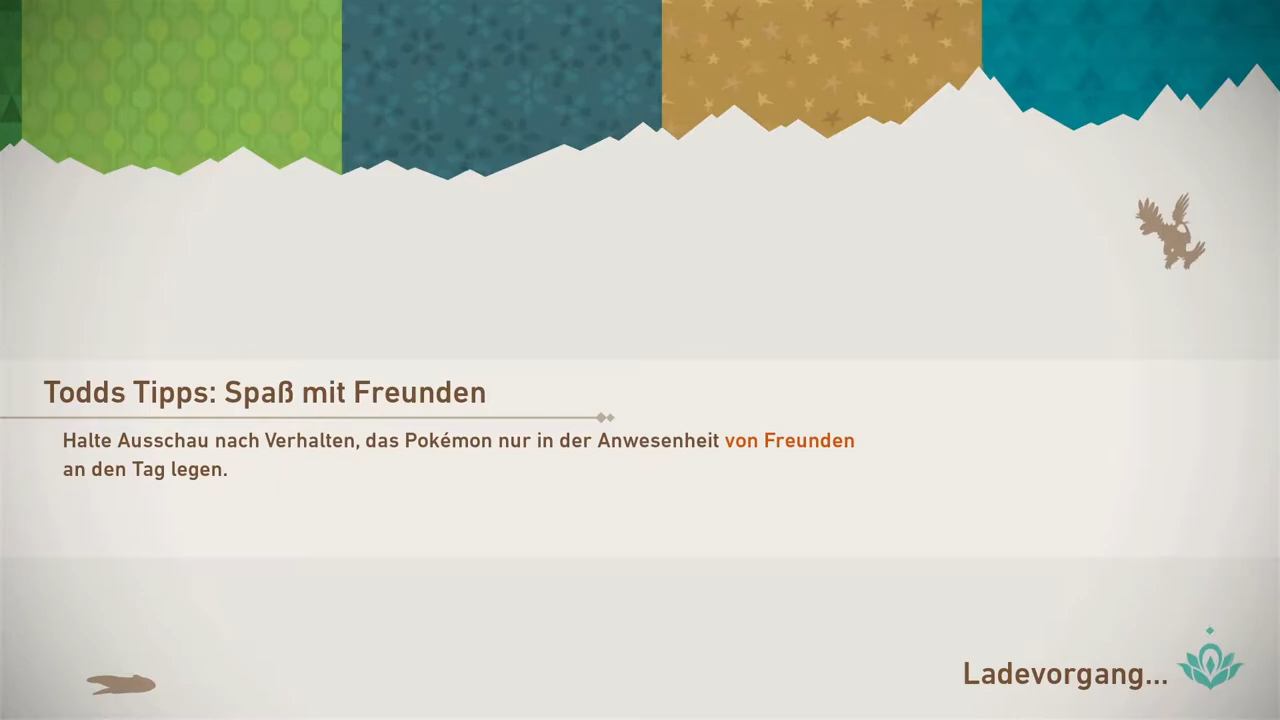 Todds Tipps: Spaß mit Freunden
Halte Ausschau nach Verhalten, das Pokémon nur in der Anwesenheit von Freunden
an den Tag legen.
Ladevorgang...